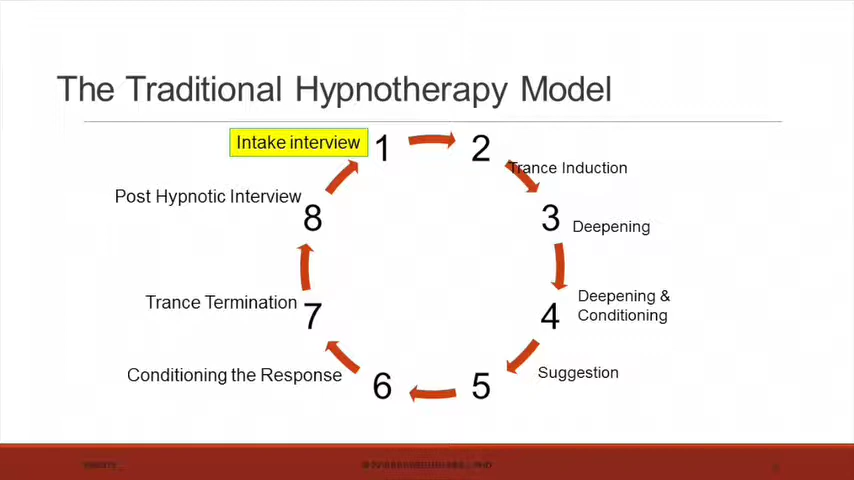 The Traditional Hypnotherapy Model
Intake interview
1
2
Trance Induction
3
Deepening
4
Deepening &
Conditioning
5
Suggestion
6
Conditioning the Response
7
Trance Termination
8
Post Hypnotic Interview